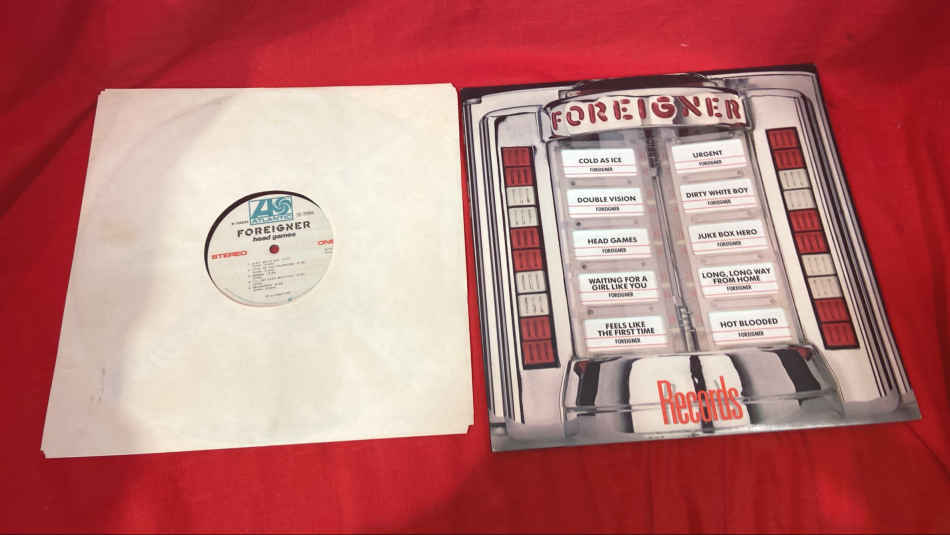 ATLANTIC
FOREIGNER
head games
STEREO
ONE
FOREIGNER
COLD AS ICE
FOREIGNER
DOUBLE VISION
FOREIGNER
HEAD GAMES
FOREIGNER
WAITING FOR A
GIRL LIKE YOU
FOREIGNER
FEELS LIKE
THE FIRST TIME
FOREIGNER
URGENT
FOREIGNER
DIRTY WHITE BOY
FOREIGNER
JUKE BOX HERO
FOREIGNER
LONG, LONG WAY
FROM HOME
FOREIGNER
HOT BLOODED
FOREIGNER
Records